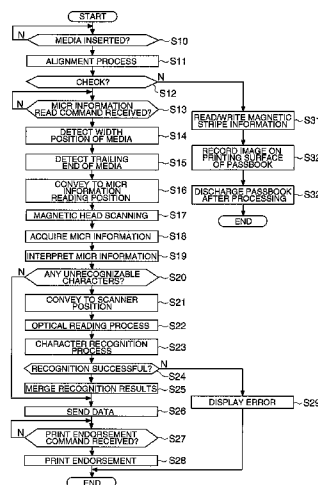 START
N
MEDIA INSERTED?
S10
ALIGNMENT PROCESS
S11
CHECK?
N
S12
N
MICR INFORMATION
READ COMMAND RECEIVED?
S13
DETECT WIDTH
POSITION OF MEDIA
S14
DETECT TRAILING
END OF MEDIA
S15
CONVEY TO MICR
INFORMATION
READING POSITION
S16
MAGNETIC HEAD SCANNING
S17
ACQUIRE MICR INFORMATION
S18
INTERPRET MICR INFORMATION
S19
N
ANY UNRECOGNIZABLE
CHARACTERS?
S20
CONVEY TO SCANNER
POSITION
S21
OPTICAL READING PROCESS
S22
CHARACTER RECOGNITION
PROCESS
S23
RECOGNITION SUCCESSFUL?
N
S24
MERGE RECOGNITION RESULTS
S25
SEND DATA
S26
N
PRINT ENDORSEMENT
COMMAND RECEIVED?
S27
PRINT ENDORSEMENT
S28
END
READ/WRITE MAGNETIC
STRIPE INFORMATION
S31
RECORD IMAGE ON
PRINTING SURFACE
OF PASSBOOK
S32
DISCHARGE PASSBOOK
AFTER PROCESSING
S32
END
DISPLAY ERROR
S29